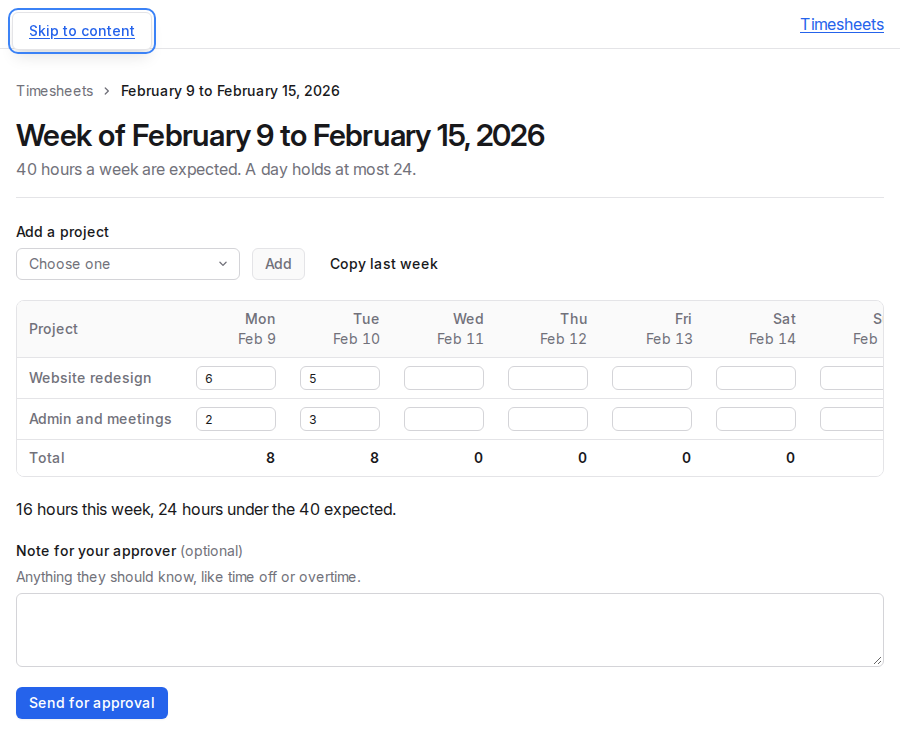 Skip to content
Timesheets
Timesheets > February 9 to February 15, 2026
Week of February 9 to February 15, 2026
40 hours a week are expected. A day holds at most 24.
Add a project
Choose one Add Copy last week
Project Mon Feb 9 Tue Feb 10 Wed Feb 11 Thu Feb 12 Fri Feb 13 Sat Feb 14 Feb
Website redesign 6 5
Admin and meetings 2 3
Total 8 8 0 0 0 0
16 hours this week, 24 hours under the 40 expected.
Note for your approver (optional)
Anything they should know, like time off or overtime.
Send for approval